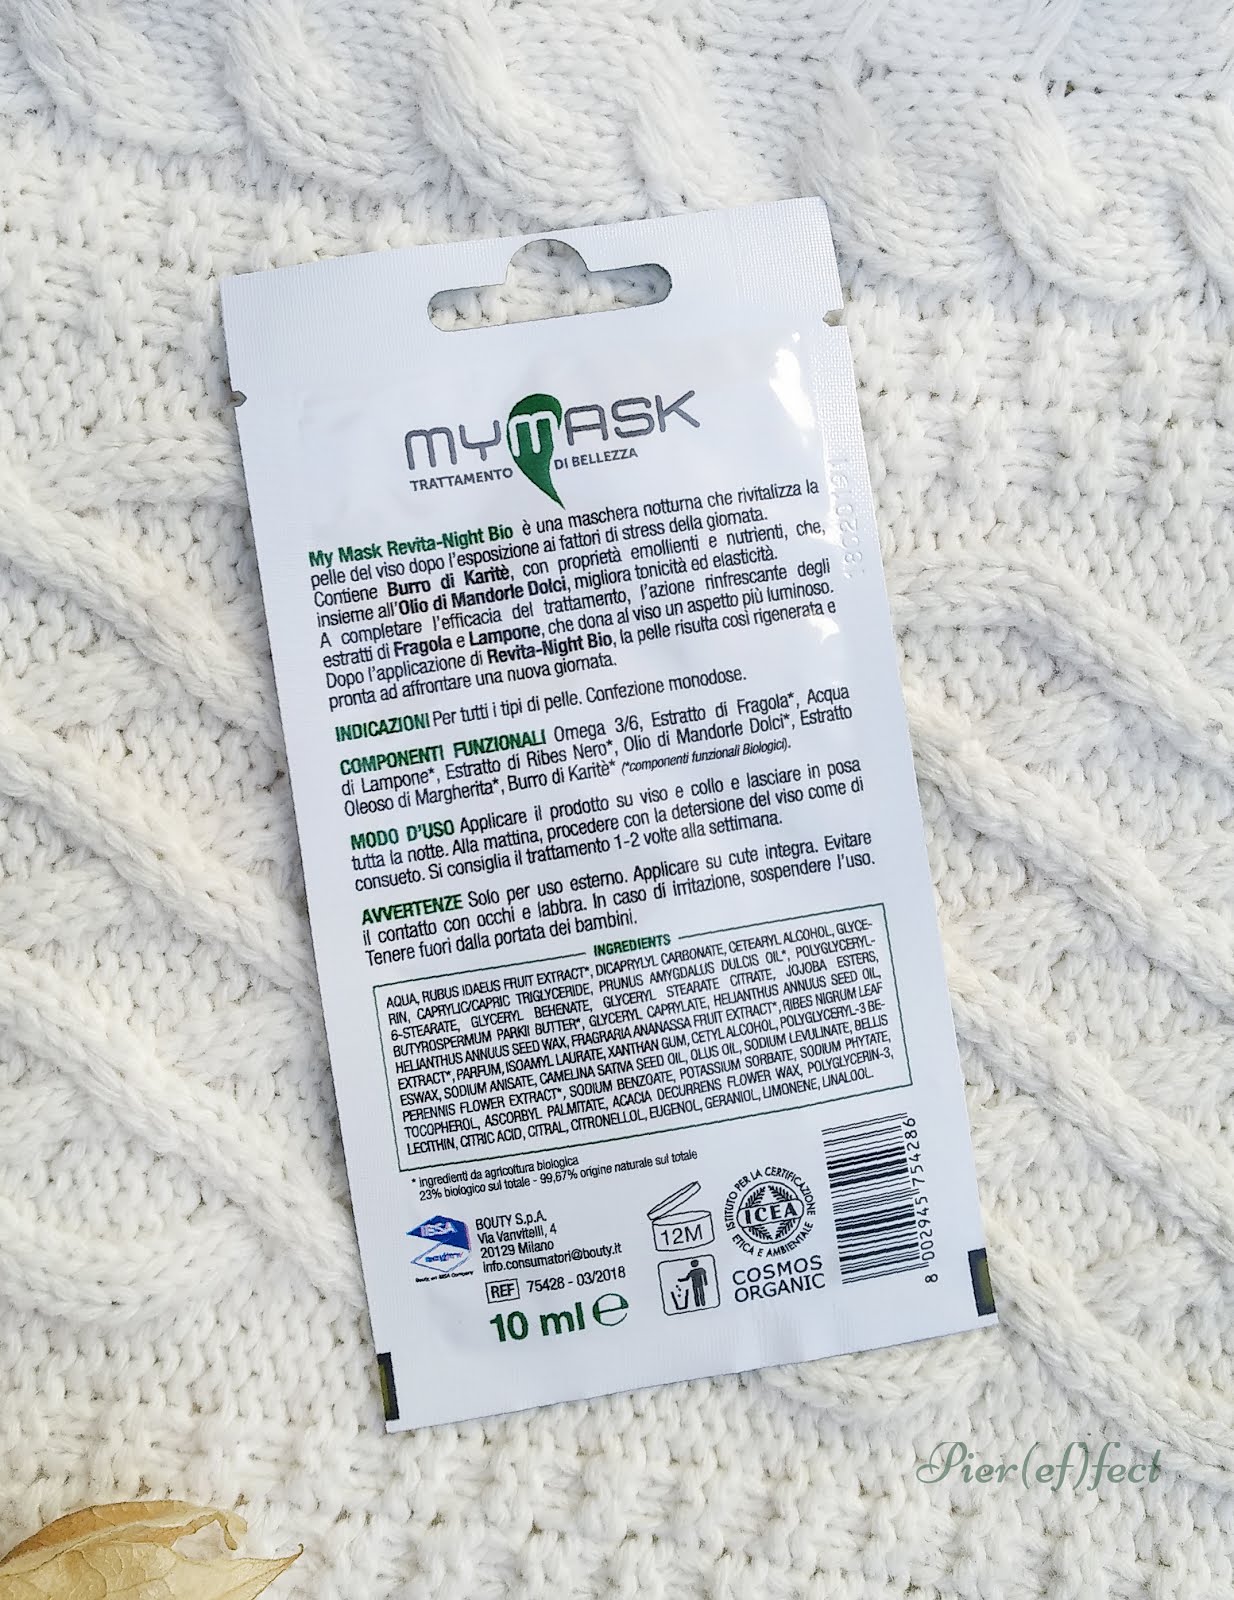 MYMASK
TRATTAMENTO DI BELLEZZA
My Mask Revita-Night Bio è una maschera notturna che rivitalizza la
pelle del viso dopo l'esposizione ai fattori di stress della giornata.
Contiene Burro di Karitè, con proprietà emollienti e nutrienti, che,
insieme all'Olio di Mandorle Dolci, migliora tonicità ed elasticità.
A completare l'efficacia del trattamento, l'azione rinfrescante degli
estratti di Fragola e Lampone, che dona al viso un aspetto più luminoso.
Dopo l'applicazione di Revita-Night Bio, la pelle risulta così rigenerata e
pronta ad affrontare una nuova giornata.
INDICAZIONI Per tutti i tipi di pelle. Confezione monodose.
COMPONENTI FUNZIONALI Omega 3/6, Estratto di Fragola*, Acqua
di Lampone*, Estratto di Ribes Nero*, Olio di Mandorle Dolci*, Estratto
Oleoso di Margherita*, Burro di Karitè* (*componenti funzionali Biologici).
MODO D'USO Applicare il prodotto su viso e collo e lasciare in posa
tutta la notte. Alla mattina, procedere con la detersione del viso come di
consueto. Si consiglia il trattamento 1-2 volte alla settimana.
AVVERTENZE Solo per uso esterno. Applicare su cute integra. Evitare
il contatto con occhi e labbra. In caso di irritazione, sospendere l'uso.
Tenere fuori dalla portata dei bambini.
INGREDIENTS
AQUA, RUBUS IDAEUS FRUIT EXTRACT*, DICAPRYLYL CARBONATE, CETEARYL ALCOHOL, GLYCE-
RIN, CAPRYLIC/CAPRIC TRIGLYCERIDE, PRUNUS AMYGDALUS DULCIS OIL*, POLYGLYCERYL-
6-STEARATE, GLYCERYL BEHENATE, GLYCERYL STEARATE CITRATE, JOJOBA ESTERS,
BUTYROSPERMUM PARKII BUTTER*, GLYCERYL CAPRYLATE, HELIANTHUS ANNUUS SEED OIL,
HELIANTHUS ANNUUS SEED WAX, FRAGRARIA ANANASSA FRUIT EXTRACT*, RIBES NIGRUM LEAF
EXTRACT*, PARFUM, ISOAMYL LAURATE, XANTHAN GUM, CETYL ALCOHOL, POLYGLYCERYL-3 BE-
ESWAX, SODIUM ANISATE, CAMELINA SATIVA SEED OIL, OLUS OIL, SODIUM LEVULINATE, BELLIS
PERENNIS FLOWER EXTRACT*, SODIUM BENZOATE, POTASSIUM SORBATE, SODIUM PHYTATE,
TOCOPHEROL, ASCORBYL PALMITATE, ACACIA DECURRENS FLOWER WAX, POLYGLYCERIN-3,
LECITHIN, CITRIC ACID, CITRAL, CITRONELLOL, EUGENOL, GERANIOL, LIMONENE, LINALOOL.
* ingredienti da agricoltura biologica
23% biologico sul totale - 99,67% origine naturale sul totale
IBSA
Bouty an IBSA Company
BOUTY S.p.A.
Via Vanvitelli, 4
20129 Milano
info.consumatori@bouty.it
REF 75428 - 03/2018
10 ml e
12M
ISTITUTO PER LA CERTIFICAZIONE
ICEA
ETICA E AMBIENTALE
COSMOS
ORGANIC
8 002945 754286
Pier(ef)fect